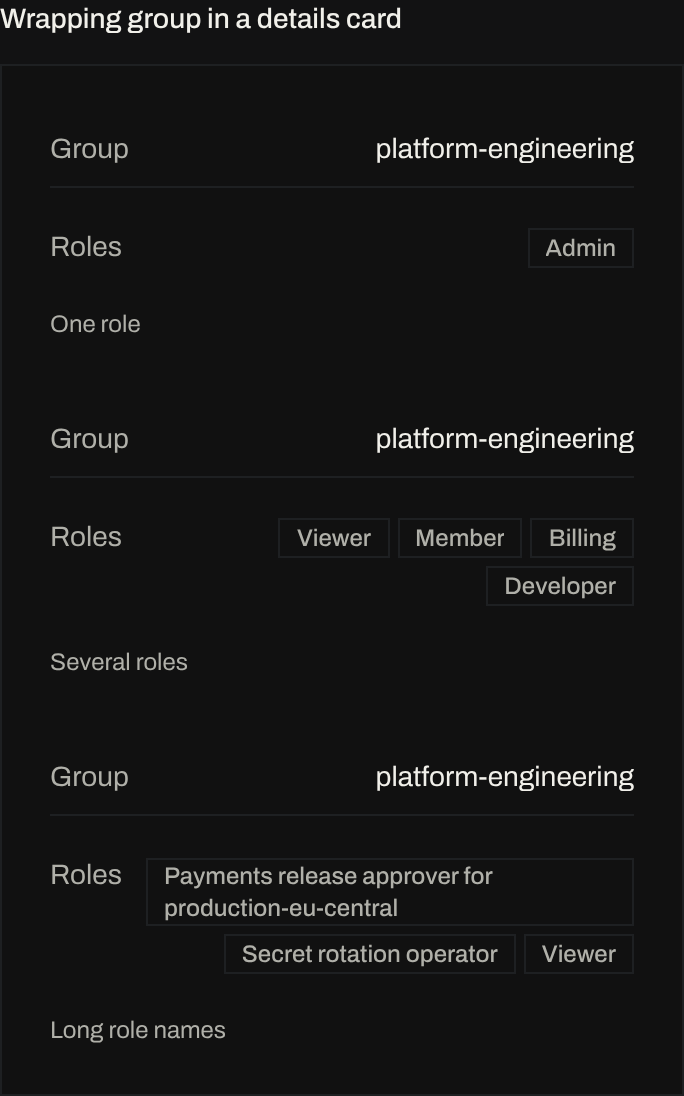 Wrapping group in a details card
Group platform-engineering
Roles Admin
One role
Group platform-engineering
Roles Viewer Member Billing
Developer
Several roles
Group platform-engineering
Roles Payments release approver for
production-eu-central
Secret rotation operator Viewer
Long role names